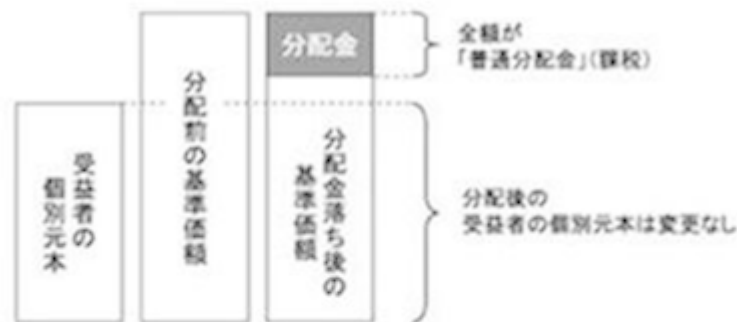 受益者の
個別元本
分配前の基準価額
分配金
分配金落ち後の
基準価額
全額が
「普通分配金」(課税)
分配後の
受益者の個別元本は変更なし